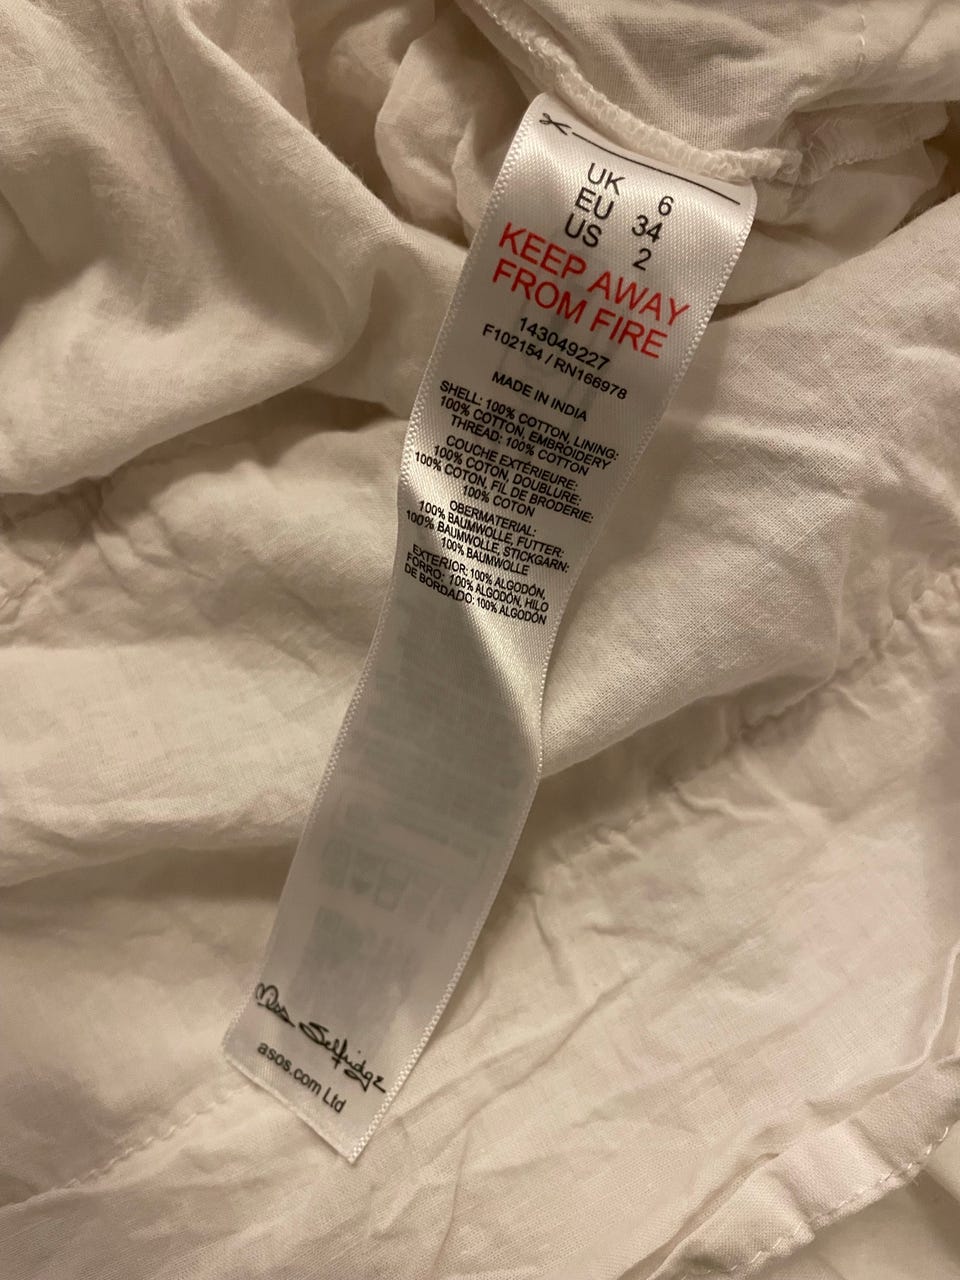 UK 6
EU 34
US 2
KEEP AWAY
FROM FIRE
143049227
F102154 / RN166978
MADE IN INDIA
SHELL: 100% COTTON, LINING:
100% COTTON, EMBROIDERY
THREAD: 100% COTTON
COUCHE EXTÉRIEURE:
100% COTON, DOUBLURE:
100% COTON, FIL DE BRODERIE:
100% COTON
OBERMATERIAL:
100% BAUMWOLLE, FUTTER:
100% BAUMWOLLE, STICKGARN:
100% BAUMWOLLE
EXTERIOR: 100% ALGODÓN,
FORRO: 100% ALGODÓN, HILO
DE BORDADO: 100% ALGODÓN
Miss Selfridge
asos.com Ltd